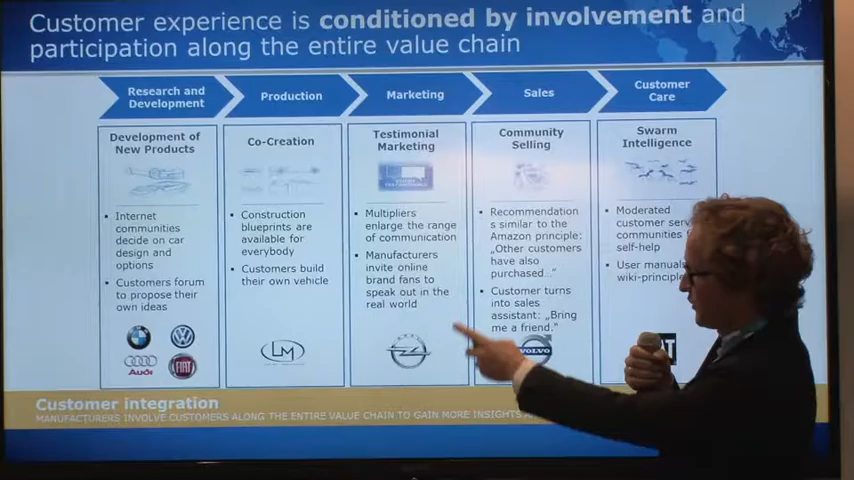 Customer experience is conditioned by involvement and
participation along the entire value chain
Research and
Development
Production
Marketing
Sales
Customer
Care
Development of
New Products
• Internet
communities
decide on car
design and
options
• Customers forum
to propose their
own ideas
Audi
FIAT
Co-Creation
• Construction
blueprints are
available for
everybody
• Customers build
their own vehicle
LM
Testimonial
Marketing
• Multipliers
enlarge the range
of communication
• Manufacturers
invite online
brand fans to
speak out in the
real world
Community
Selling
• Recommendation
s similar to the
Amazon principle:
„Other customers
have also
purchased…"
• Customer turns
into sales
assistant: „Bring
me a friend."
VOLVO
Swarm
Intelligence
• Moderated
customer
communities
self-help
• User manuals
wiki-principle
Customer integration
MANUFACTURERS INVOLVE CUSTOMERS ALONG THE ENTIRE VALUE CHAIN TO GAIN MORE INSIGHTS